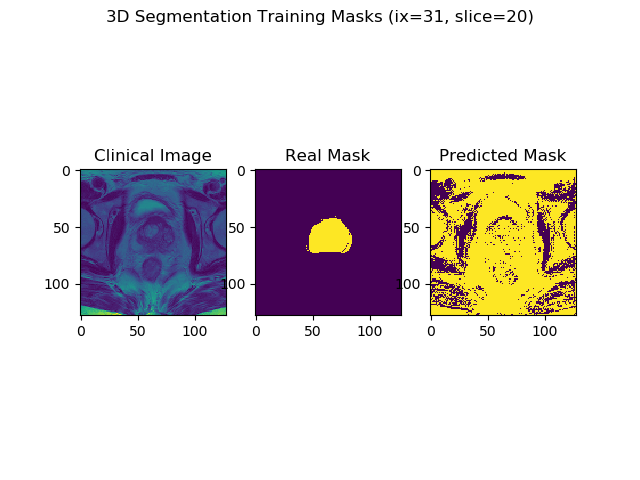 3D Segmentation Training Masks (ix=31, slice=20)
Clinical Image Real Mask Predicted Mask
0 0 0
50 50 50
100 100 100
0 50 100 0 50 100 0 50 100